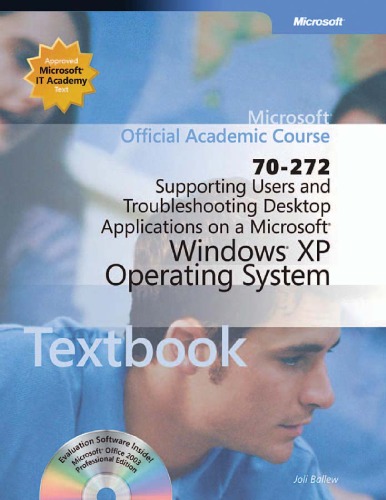 Microsoft®
Approved
Microsoft®
IT Academy
Text
Microsoft®
Official Academic Course
70-272
Supporting Users and
Troubleshooting Desktop
Applications on a Microsoft®
Windows® XP
Operating System
Textbook
Evaluation Software Inside!
Microsoft® Office 2003
Professional Edition
Joli Ballew